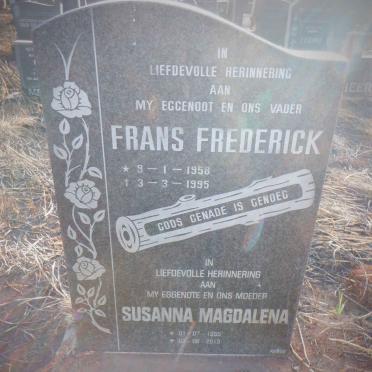 IN
LIEFDEVOLLE HERINNERING
AAN
MY EGGENOOT EN ONS VADER
FRANS FREDERICK
★ 9 - 1 - 1958
† 3 - 3 - 1995
GODS GENADE IS GENOEG
IN
LIEFDEVOLLE HERINNERING
AAN
MY EGGENOTE EN ONS MOEDER
SUSANNA MAGDALENA